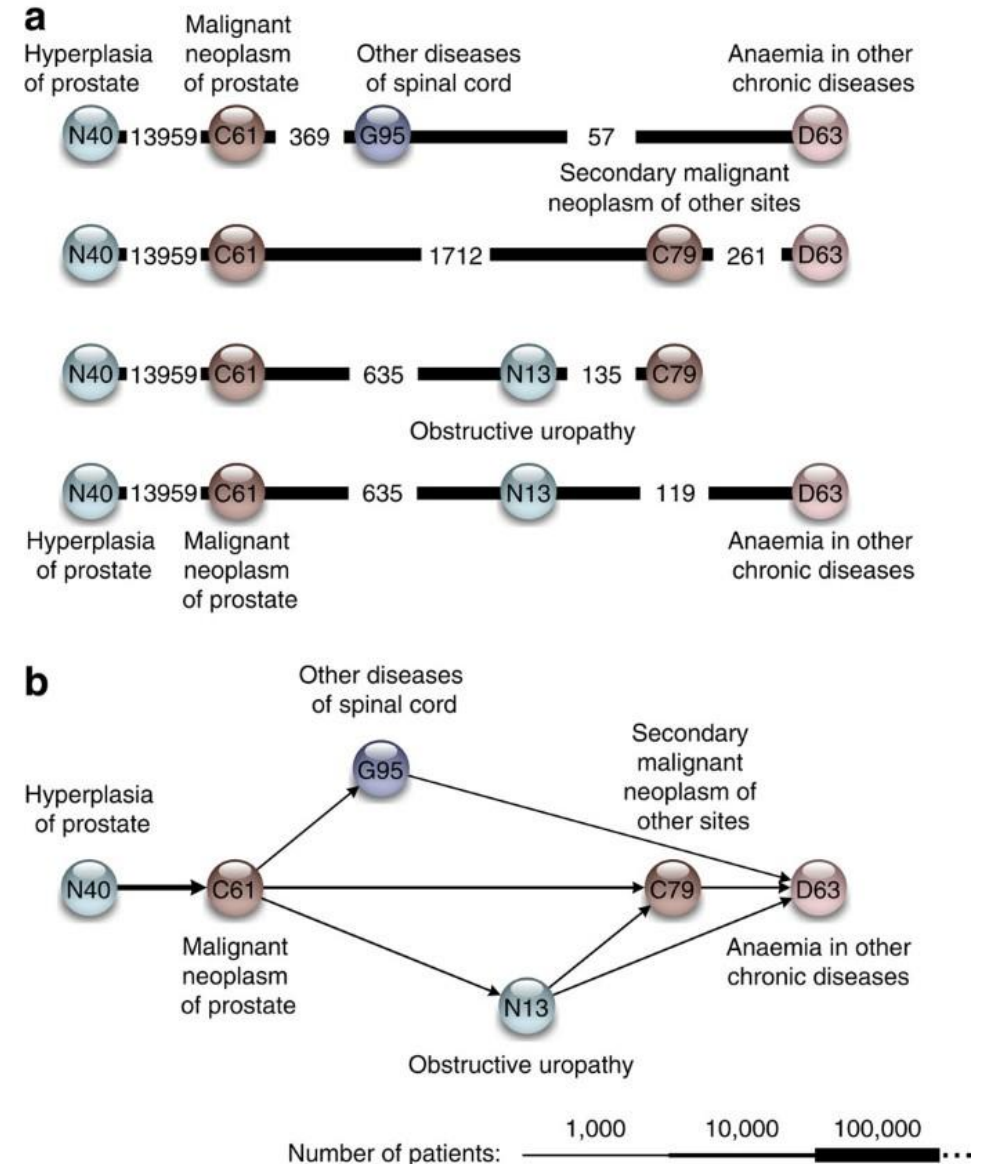 a
Hyperplasia
of prostate
Malignant
neoplasm
of prostate
Other diseases
of spinal cord
Anaemia in other
chronic diseases
N40 13959 C61 369 G95 57 D63
Secondary malignant
neoplasm of other sites
N40 13959 C61 1712 C79 261 D63
N40 13959 C61 635 N13 135 C79
Obstructive uropathy
N40 13959 C61 635 N13 119 D63
Hyperplasia
of prostate
Malignant
neoplasm
of prostate
Anaemia in other
chronic diseases
b
Other diseases
of spinal cord
G95
Secondary
malignant
neoplasm of
other sites
Hyperplasia
of prostate
N40 C61 C79 D63
Malignant
neoplasm
of prostate
Anaemia in other
chronic diseases
N13
Obstructive uropathy
1,000 10,000 100,000
Number of patients: